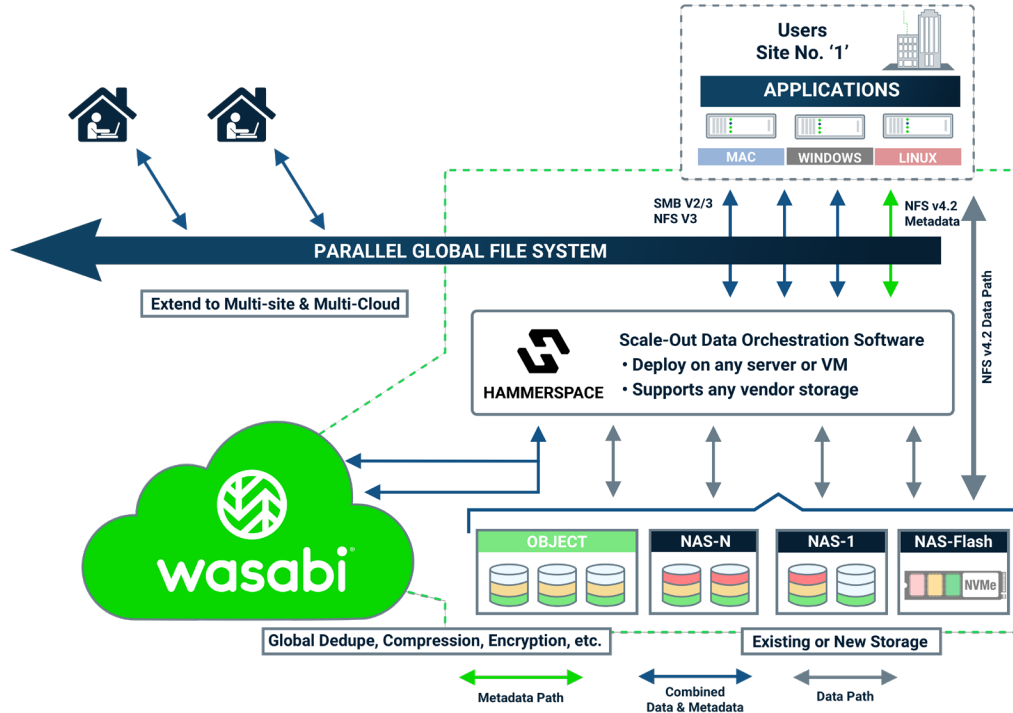 Users
Site No. ‘1’
APPLICATIONS
MAC
WINDOWS
LINUX
SMB V2/3
NFS V3
NFS v4.2
Metadata
PARALLEL GLOBAL FILE SYSTEM
Extend to Multi-site & Multi-Cloud
NFS v4.2 Data Path
HAMMERSPACE
Scale-Out Data Orchestration Software
• Deploy on any server or VM
• Supports any vendor storage
wasabi
OBJECT
NAS-N
NAS-1
NAS-Flash
NVMe
Global Dedupe, Compression, Encryption, etc.
Existing or New Storage
Metadata Path
Combined
Data & Metadata
Data Path